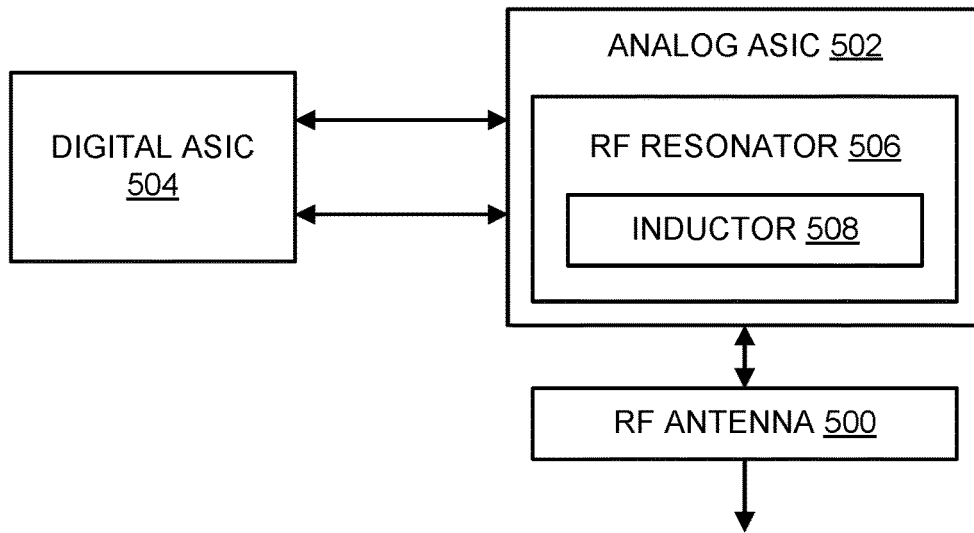 ANALOG ASIC 502
DIGITAL ASIC
504
RF RESONATOR 506
INDUCTOR 508
RF ANTENNA 500